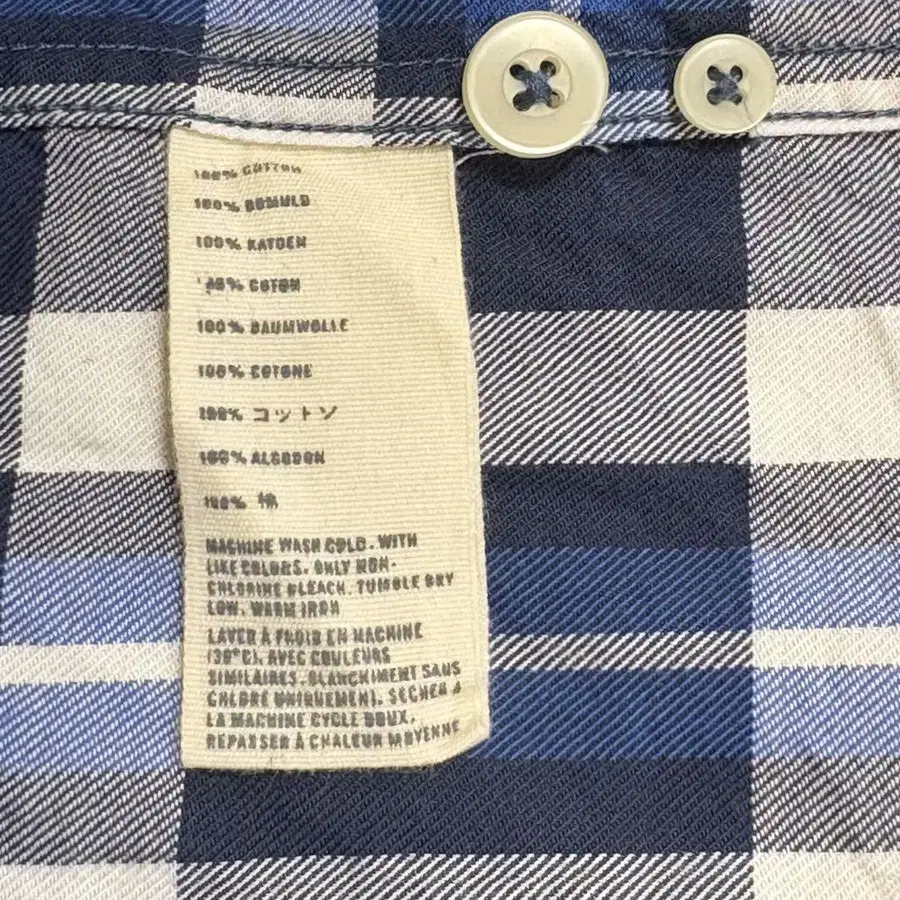 100% COTTON
100% BOMULD
100% KATOEN
100% COTON
100% BAUMWOLLE
100% COTONE
100% コットン
100% ALGODON
100% 棉
MACHINE WASH COLD. WITH
LIKE COLORS. ONLY NON-
CHLORINE BLEACH. TUMBLE DRY
LOW. WARM IRON
LAVER À FROID EN MACHINE
(30°C). AVEC COULEURS
SIMILAIRES. BLANCHIMENT SANS
CHLORE UNIQUEMENT. SÉCHER À
LA MACHINE CYCLE DOUX.
REPASSER À CHALEUR MOYENNE